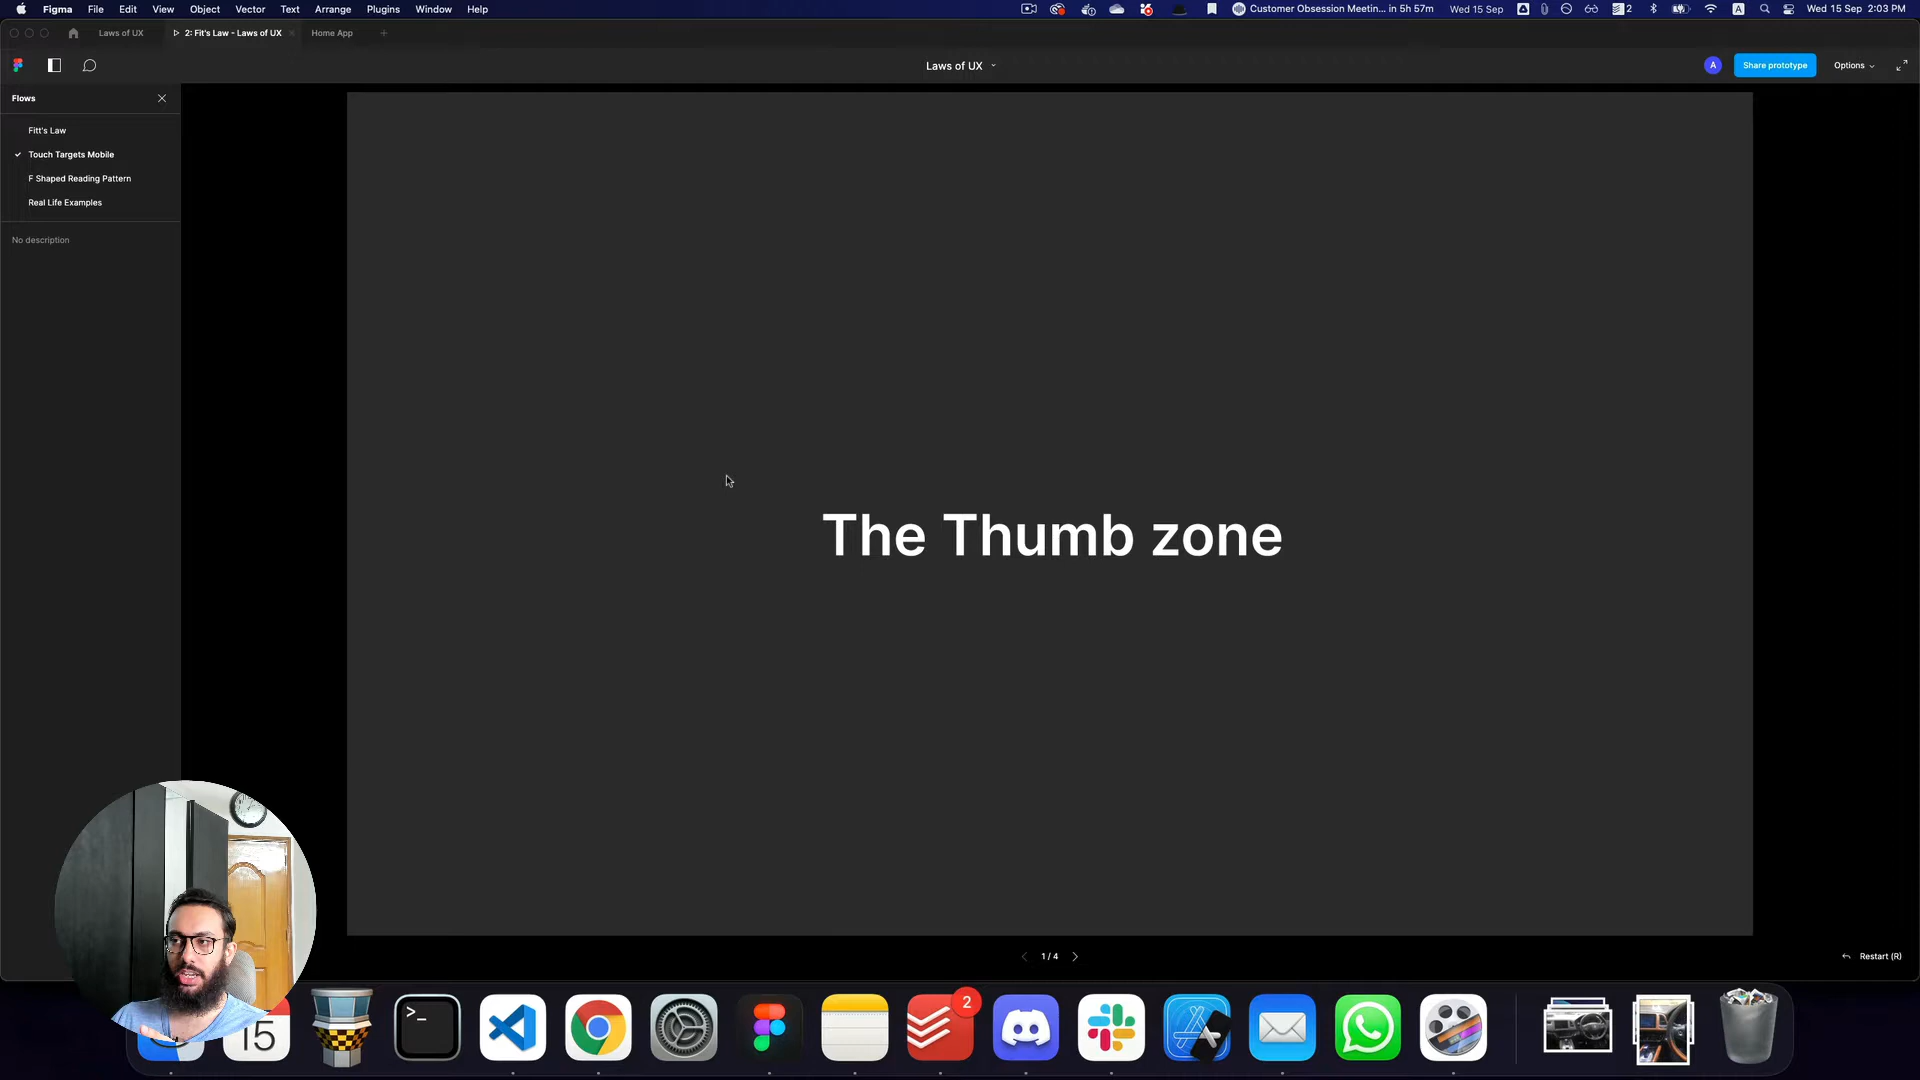 Figma File Edit View Object Vector Text Arrange Plugins Window Help
Customer Obsession Meetin... in 5h 57m Wed 15 Sep 2 A Wed 15 Sep 2:03 PM
Laws of UX 2: Fit's Law - Laws of UX Home App
Laws of UX A Share prototype Options
Flows
Fitt's Law
Touch Targets Mobile
F Shaped Reading Pattern
Real Life Examples
No description
The Thumb zone
1 / 4
Restart (R)
15
>_
2